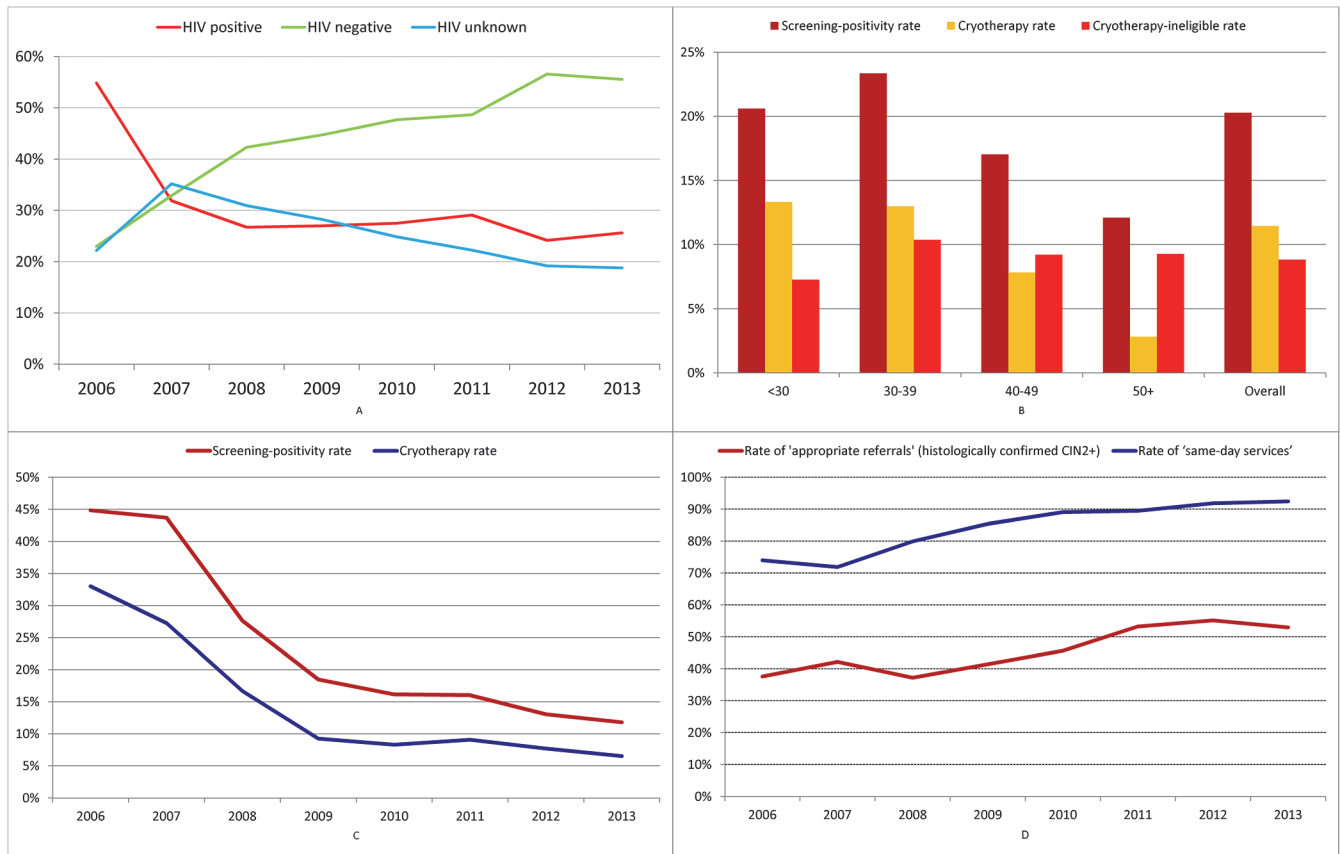 HIV positive HIV negative HIV unknown
60%
50%
40%
30%
20%
10%
0%
2006 2007 2008 2009 2010 2011 2012 2013
A
Screening-positivity rate Cryotherapy rate Cryotherapy-ineligible rate
25%
20%
15%
10%
5%
0%
<30 30-39 40-49 50+ Overall
B
Screening-positivity rate Cryotherapy rate
50%
45%
40%
35%
30%
25%
20%
15%
10%
5%
0%
2006 2007 2008 2009 2010 2011 2012 2013
C
Rate of 'appropriate referrals' (histologically confirmed CIN2+) Rate of ‘same-day services’
100%
90%
80%
70%
60%
50%
40%
30%
20%
10%
0%
2006 2007 2008 2009 2010 2011 2012 2013
D